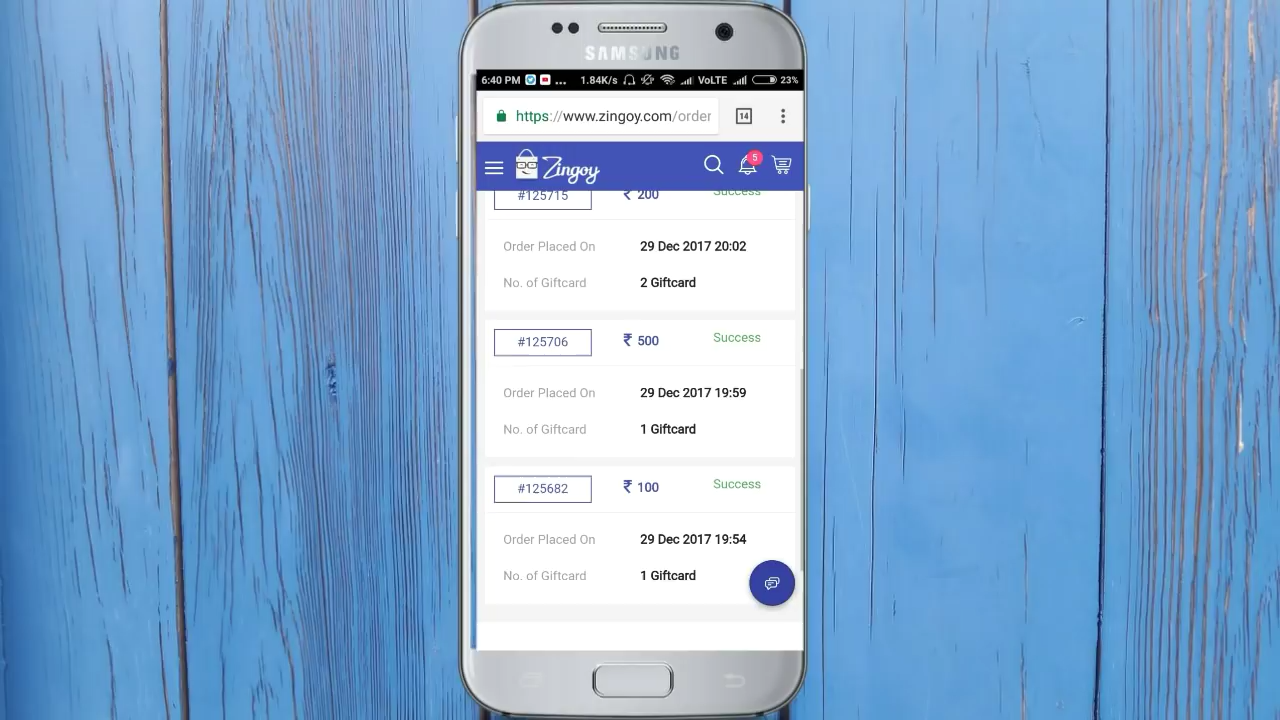 SAMSUNG
6:40 PM ... 1.84K/s VoLTE 23%
https://www.zingoy.com/order 14
Zingoy 5
#125715 ₹ 200 Success
Order Placed On 29 Dec 2017 20:02
No. of Giftcard 2 Giftcard
#125706 ₹ 500 Success
Order Placed On 29 Dec 2017 19:59
No. of Giftcard 1 Giftcard
#125682 ₹ 100 Success
Order Placed On 29 Dec 2017 19:54
No. of Giftcard 1 Giftcard